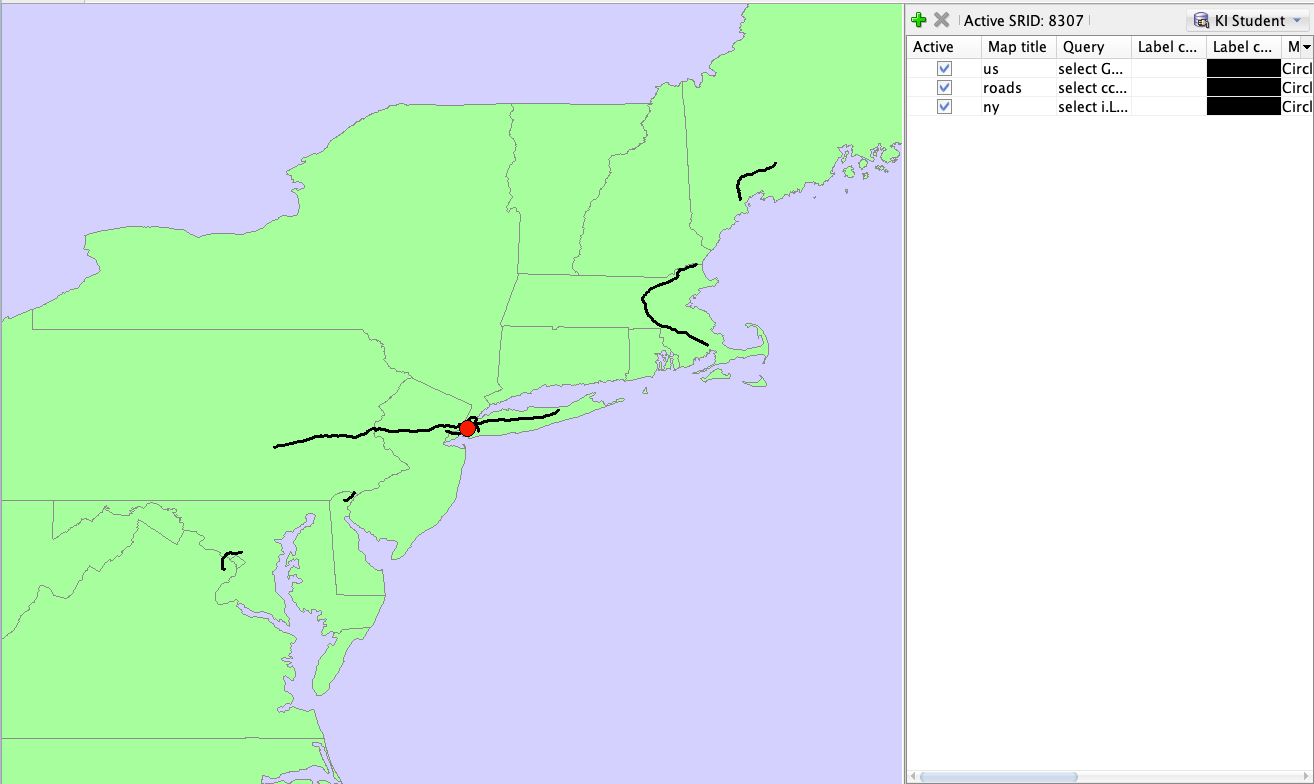 Active SRID: 8307 KI Student
Active Map title Query Label c... Label c... M
us select G... Circl
roads select cc... Circl
ny select i.L... Circl